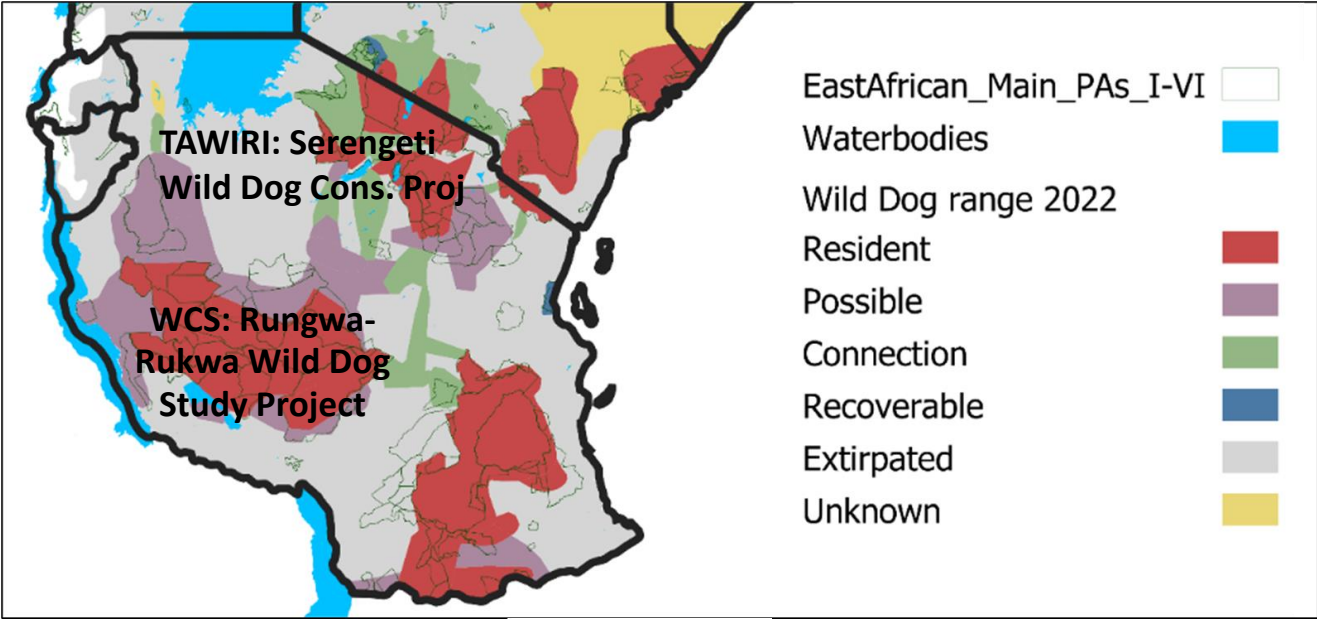 TAWIRI: Serengeti
Wild Dog Cons. Proj
WCS: Rungwa-
Rukwa Wild Dog
Study Project
EastAfrican_Main_PAs_I-VI
Waterbodies
Wild Dog range 2022
Resident
Possible
Connection
Recoverable
Extirpated
Unknown